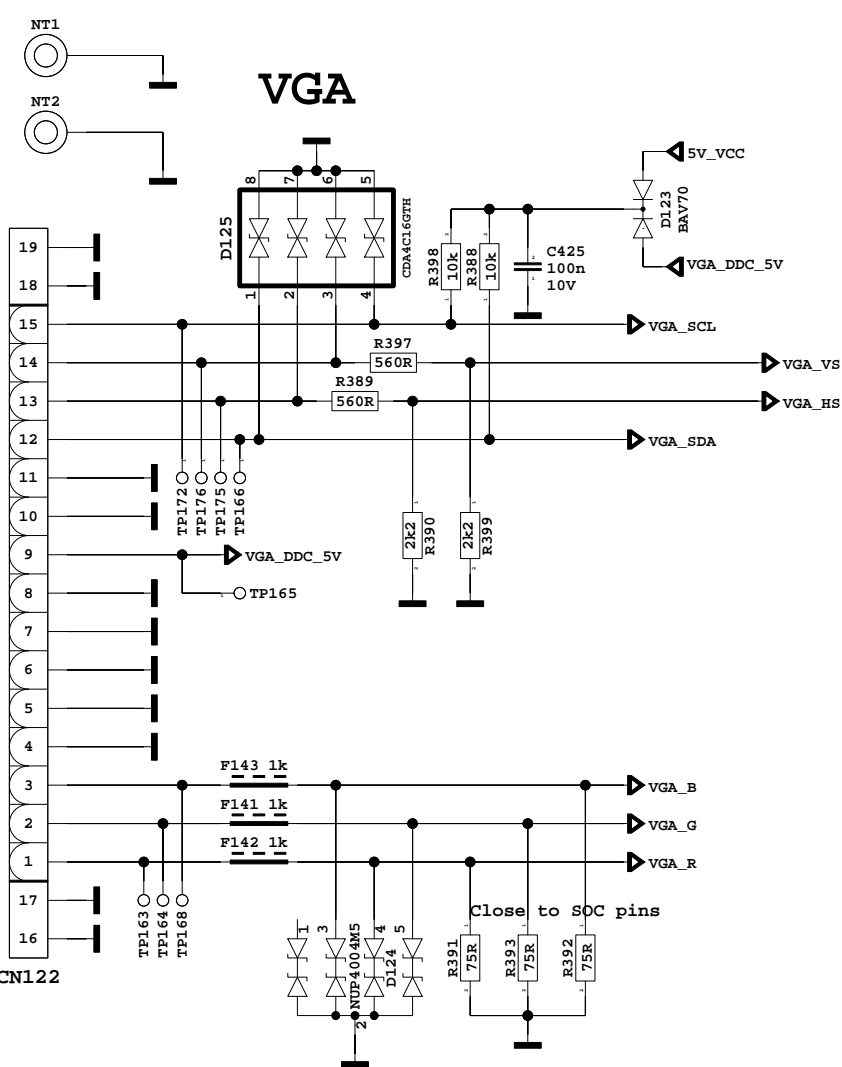 NT1
NT2
VGA
8 7 6 5
D125
CDA4C16GTH
1 2 3 4
5V_VCC
D123
BAV70
VGA_DDC_5V
R398
10k
R388
10k
C425
100n
10V
19
18
15
VGA_SCL
14
R397
560R
VGA_VS
13
R389
560R
VGA_HS
12
VGA_SDA
11
10
TP172
TP176
TP175
TP166
2k2
R390
2k2
R399
9
VGA_DDC_5V
8
TP165
7
6
5
4
3
F143 1k
VGA_B
2
F141 1k
VGA_G
1
F142 1k
VGA_R
17
16
TP163
TP164
TP168
Close to SOC pins
1 3 4 5
NUP4004M5
D124
2
R391
75R
R393
75R
R392
75R
CN122